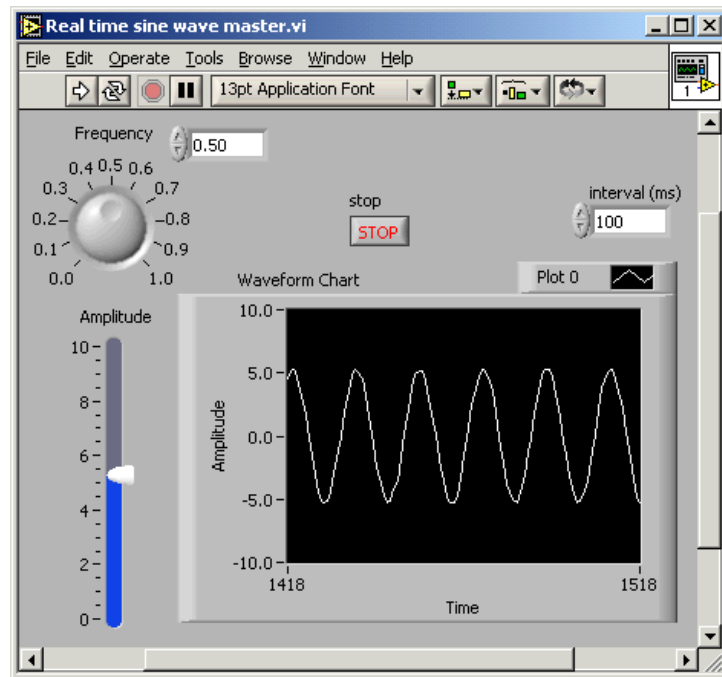 Real time sine wave master.vi
File Edit Operate Tools Browse Window Help
13pt Application Font
1
Frequency
0.50
0.0 0.1 0.2 0.3 0.4 0.5 0.6 0.7 0.8 0.9 1.0
stop
STOP
interval (ms)
100
Amplitude
10
8
6
4
2
0
Waveform Chart
Plot 0
Amplitude
10.0
5.0
0.0
-5.0
-10.0
1418 1518
Time